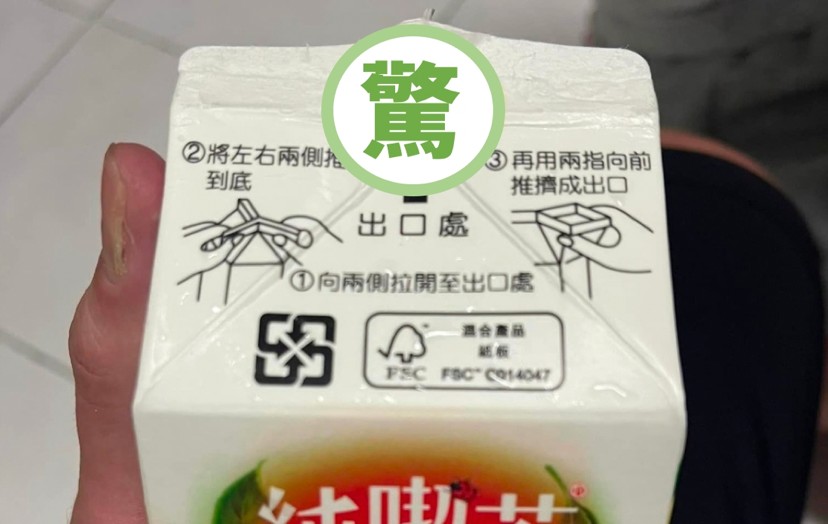 驚
②將左右兩側推
到底
③再用兩指向前
推擠成出口
出口處
①向兩側拉開至出口處
混合產品
紙板
FSC
FSC™ C014047
純喫茶®